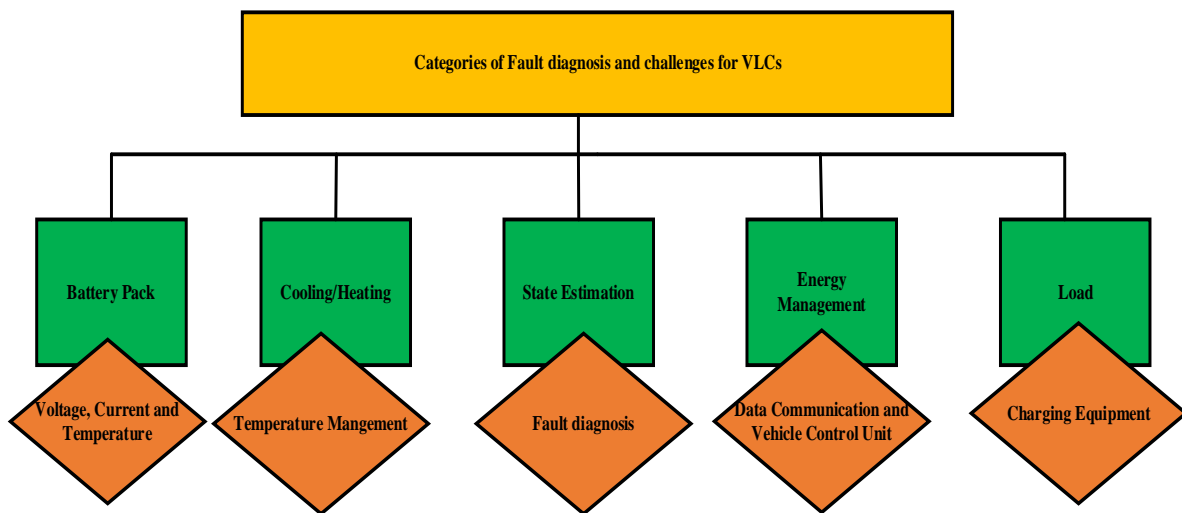 Categories of Fault diagnosis and challenges for VLCs
Battery Pack
Cooling/Heating
State Estimation
Energy
Management
Load
Voltage, Current and
Temperature
Temperature Mangement
Fault diagnosis
Data Communication and
Vehicle Control Unit
Charging Equipment